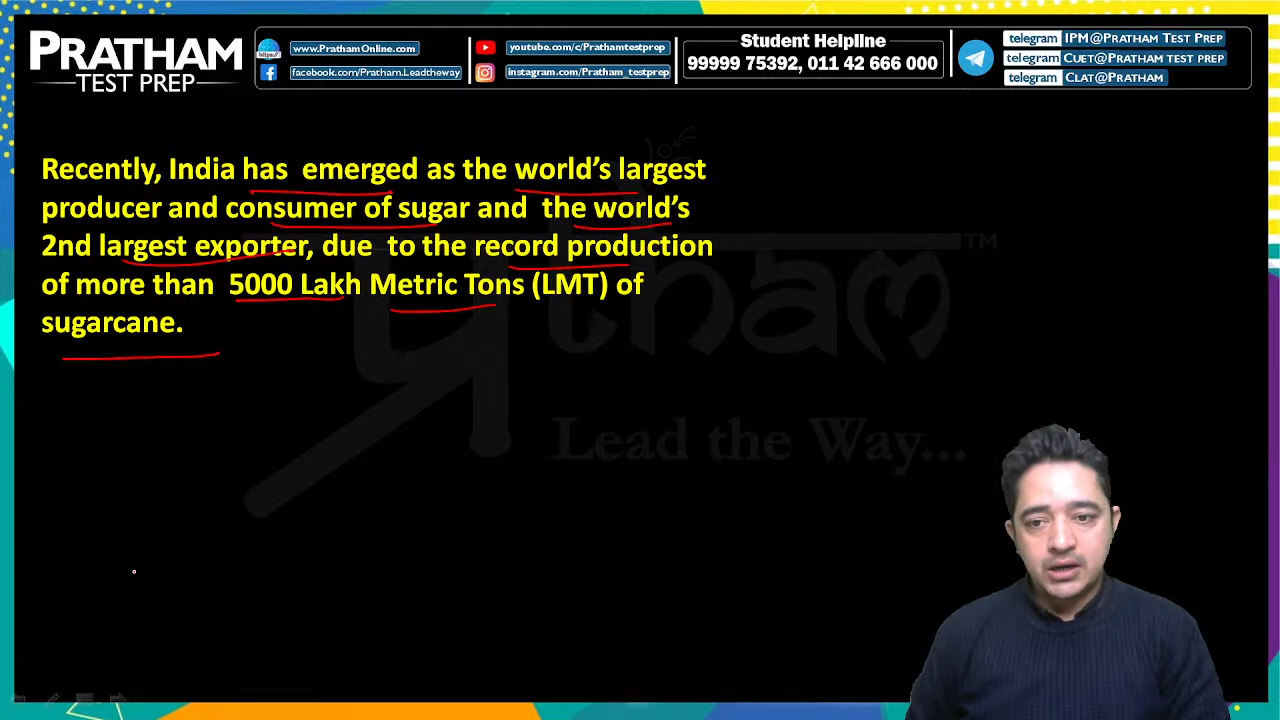 PRATHAM
TEST PREP
https://
www.PrathamOnline.com
facebook.com/Pratham.Leadtheway
youtube.com/c/Prathamtestprep
instagram.com/Pratham_testprep
Student Helpline
99999 75392, 011 42 666 000
telegram IPM@PRATHAM TEST PREP
telegram CUET@PRATHAM TEST PREP
telegram CLAT@PRATHAM
Recently, India has emerged as the world’s largest
producer and consumer of sugar and the world’s
2nd largest exporter, due to the record production
of more than 5000 Lakh Metric Tons (LMT) of
sugarcane.
प्रथम
TM
Lead the Way...